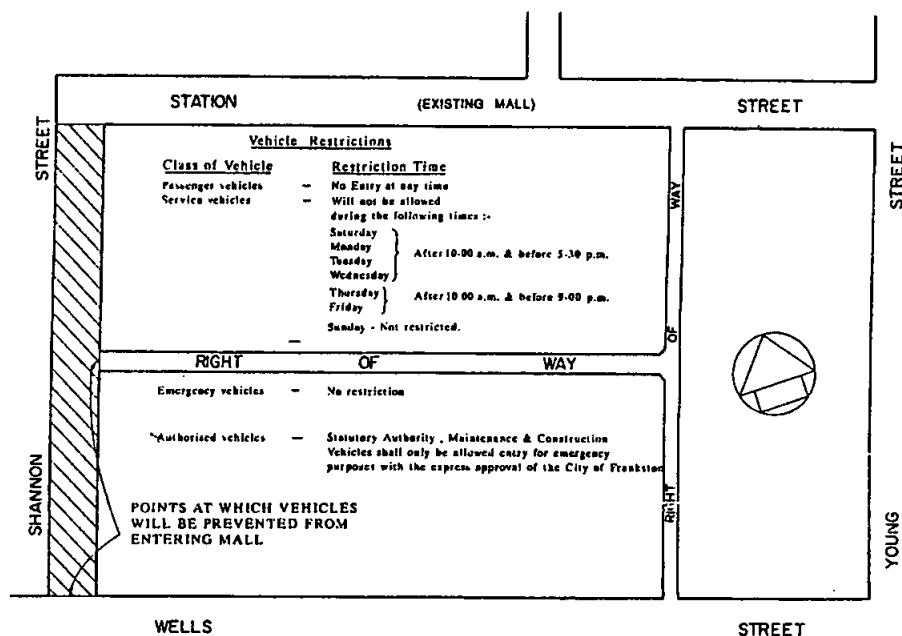 STATION (EXISTING MALL) STREET
STREET
STREET
Vehicle Restrictions
Class of Vehicle Restriction Time
Passenger vehicles — No Entry at any time
Service vehicles — Will not be allowed
during the following times :-
Saturday
Monday
Tuesday
Wednesday
After 10-00 a.m. & before 5-30 p.m.
Thursday
Friday
After 10-00 a.m. & before 9-00 p.m.
Sunday - Not restricted.
—
RIGHT OF WAY
RIGHT OF WAY
Emergency vehicles — No restriction
Authorised vehicles — Statutory Authority , Maintenance & Construction
Vehicles shall only be allowed entry for emergency
purposes with the express approval of the City of Frankston
POINTS AT WHICH VEHICLES
WILL BE PREVENTED FROM
ENTERING MALL
SHANNON
YOUNG
WELLS STREET